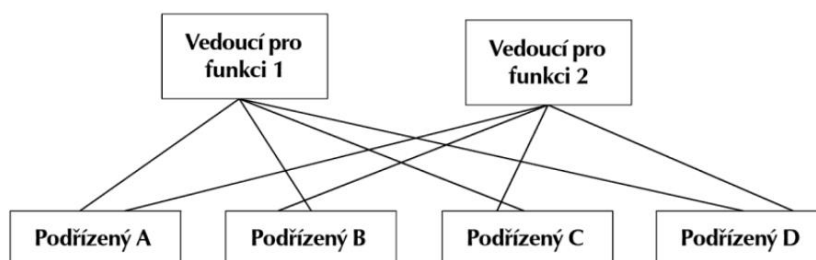 Vedoucí pro
funkci 1
Vedoucí pro
funkci 2
Podřízený A
Podřízený B
Podřízený C
Podřízený D